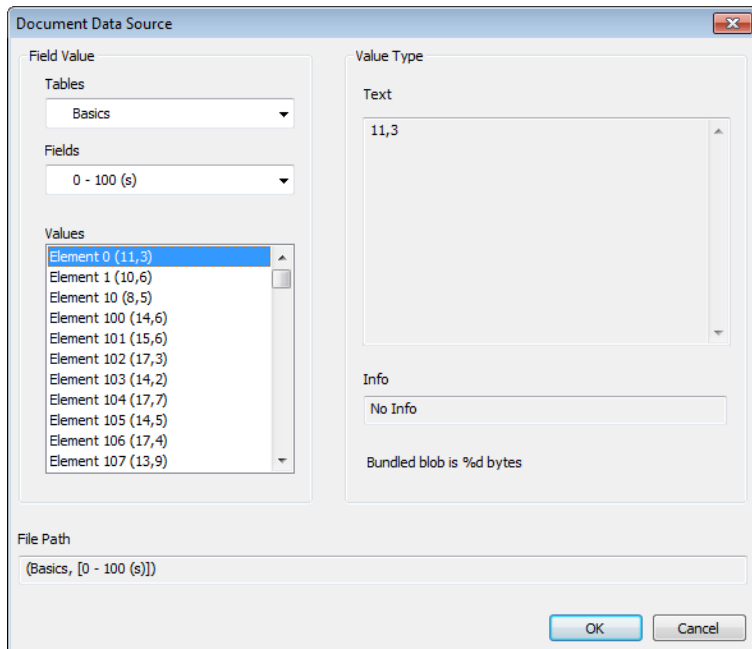 Document Data Source
Field Value
Tables
Basics
Fields
0 - 100 (s)
Values
Element 0 (11,3)
Element 1 (10,6)
Element 10 (8,5)
Element 100 (14,6)
Element 101 (15,6)
Element 102 (17,3)
Element 103 (14,2)
Element 104 (17,7)
Element 105 (14,5)
Element 106 (17,4)
Element 107 (13,9)
Value Type
Text
11,3
Info
No Info
Bundled blob is %d bytes
File Path
(Basics, [0 - 100 (s)])
OK
Cancel